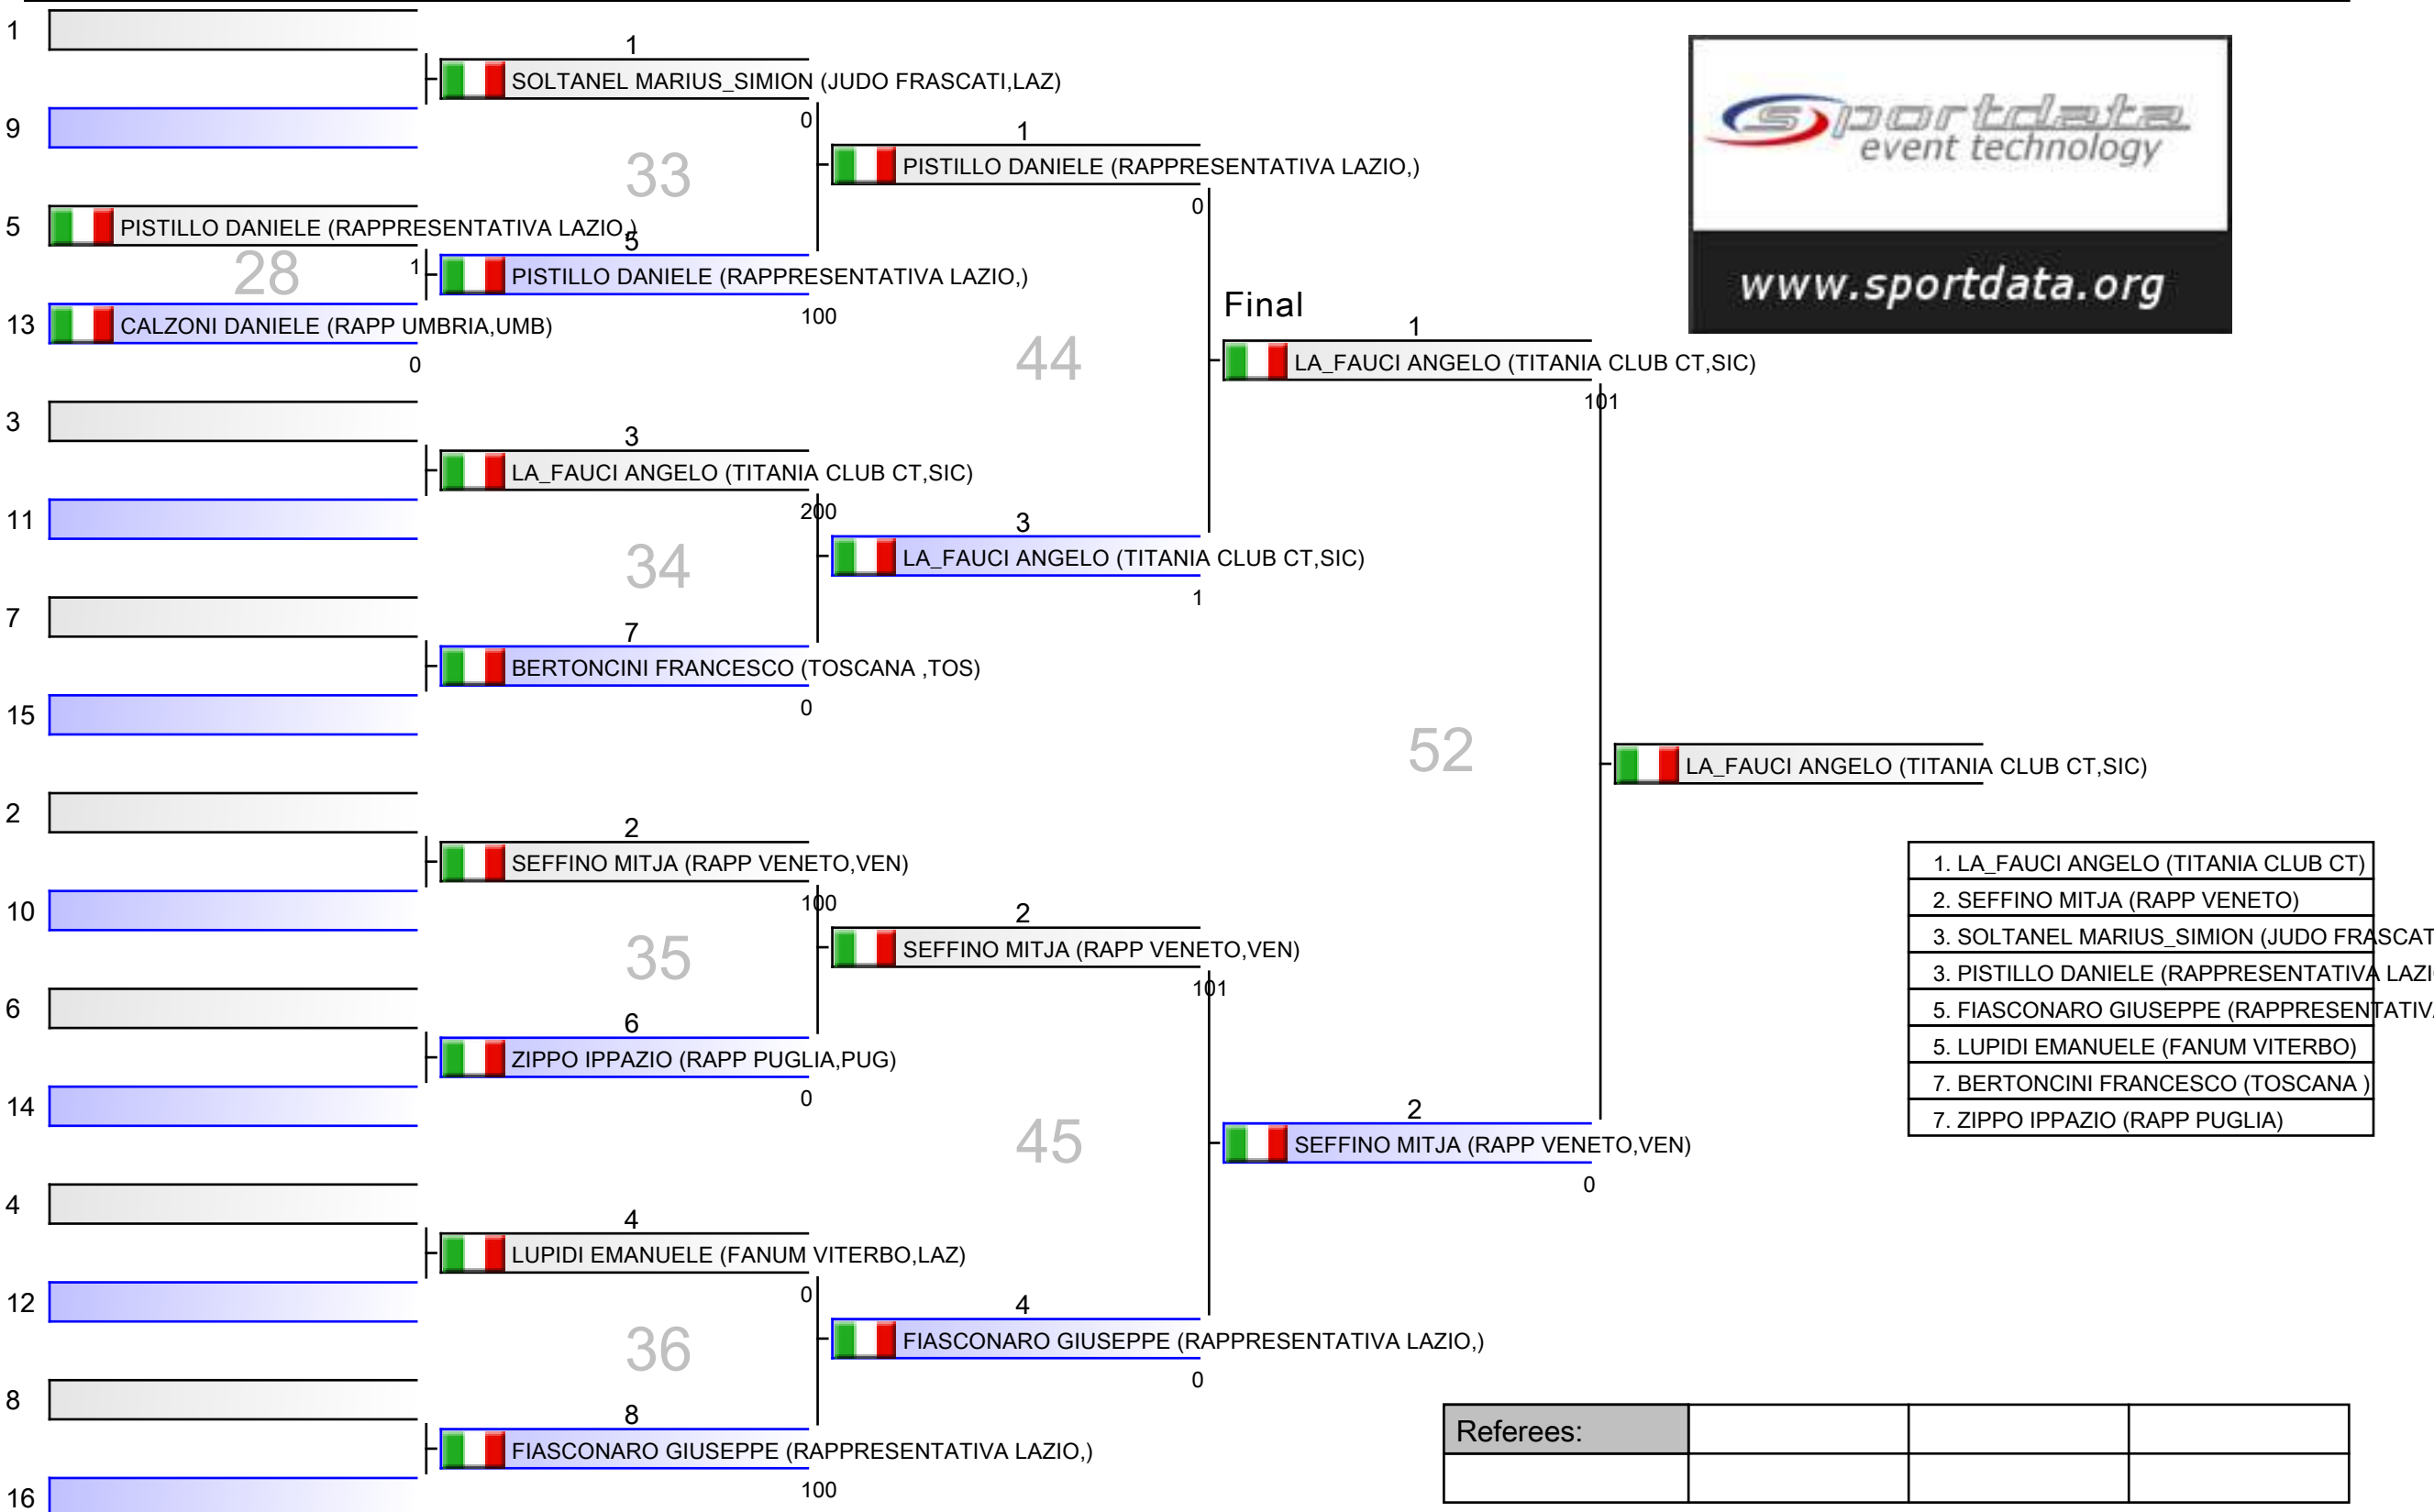 1
1
SOLTANEL MARIUS_SIMION (JUDO FRASCATI,LAZ)
0
9
33
1
PISTILLO DANIELE (RAPPRESENTATIVA LAZIO,)
0
5
PISTILLO DANIELE (RAPPRESENTATIVA LAZIO,)
1
28
5
PISTILLO DANIELE (RAPPRESENTATIVA LAZIO,)
100
13
CALZONI DANIELE (RAPP UMBRIA,UMB)
0
44
Final
1
LA_FAUCI ANGELO (TITANIA CLUB CT,SIC)
101
sportdata
event technology
www.sportdata.org
3
3
LA_FAUCI ANGELO (TITANIA CLUB CT,SIC)
200
11
34
3
LA_FAUCI ANGELO (TITANIA CLUB CT,SIC)
1
7
7
BERTONCINI FRANCESCO (TOSCANA ,TOS)
0
15
52
LA_FAUCI ANGELO (TITANIA CLUB CT,SIC)
2
2
SEFFINO MITJA (RAPP VENETO,VEN)
100
10
35
2
SEFFINO MITJA (RAPP VENETO,VEN)
101
6
6
ZIPPO IPPAZIO (RAPP PUGLIA,PUG)
0
14
45
2
SEFFINO MITJA (RAPP VENETO,VEN)
0
4
4
LUPIDI EMANUELE (FANUM VITERBO,LAZ)
0
12
36
4
FIASCONARO GIUSEPPE (RAPPRESENTATIVA LAZIO,)
0
8
8
FIASCONARO GIUSEPPE (RAPPRESENTATIVA LAZIO,)
100
16
1. LA_FAUCI ANGELO (TITANIA CLUB CT)
2. SEFFINO MITJA (RAPP VENETO)
3. SOLTANEL MARIUS_SIMION (JUDO FRASCAT
3. PISTILLO DANIELE (RAPPRESENTATIVA LAZI
5. FIASCONARO GIUSEPPE (RAPPRESENTATIV
5. LUPIDI EMANUELE (FANUM VITERBO)
7. BERTONCINI FRANCESCO (TOSCANA )
7. ZIPPO IPPAZIO (RAPP PUGLIA)
Referees: